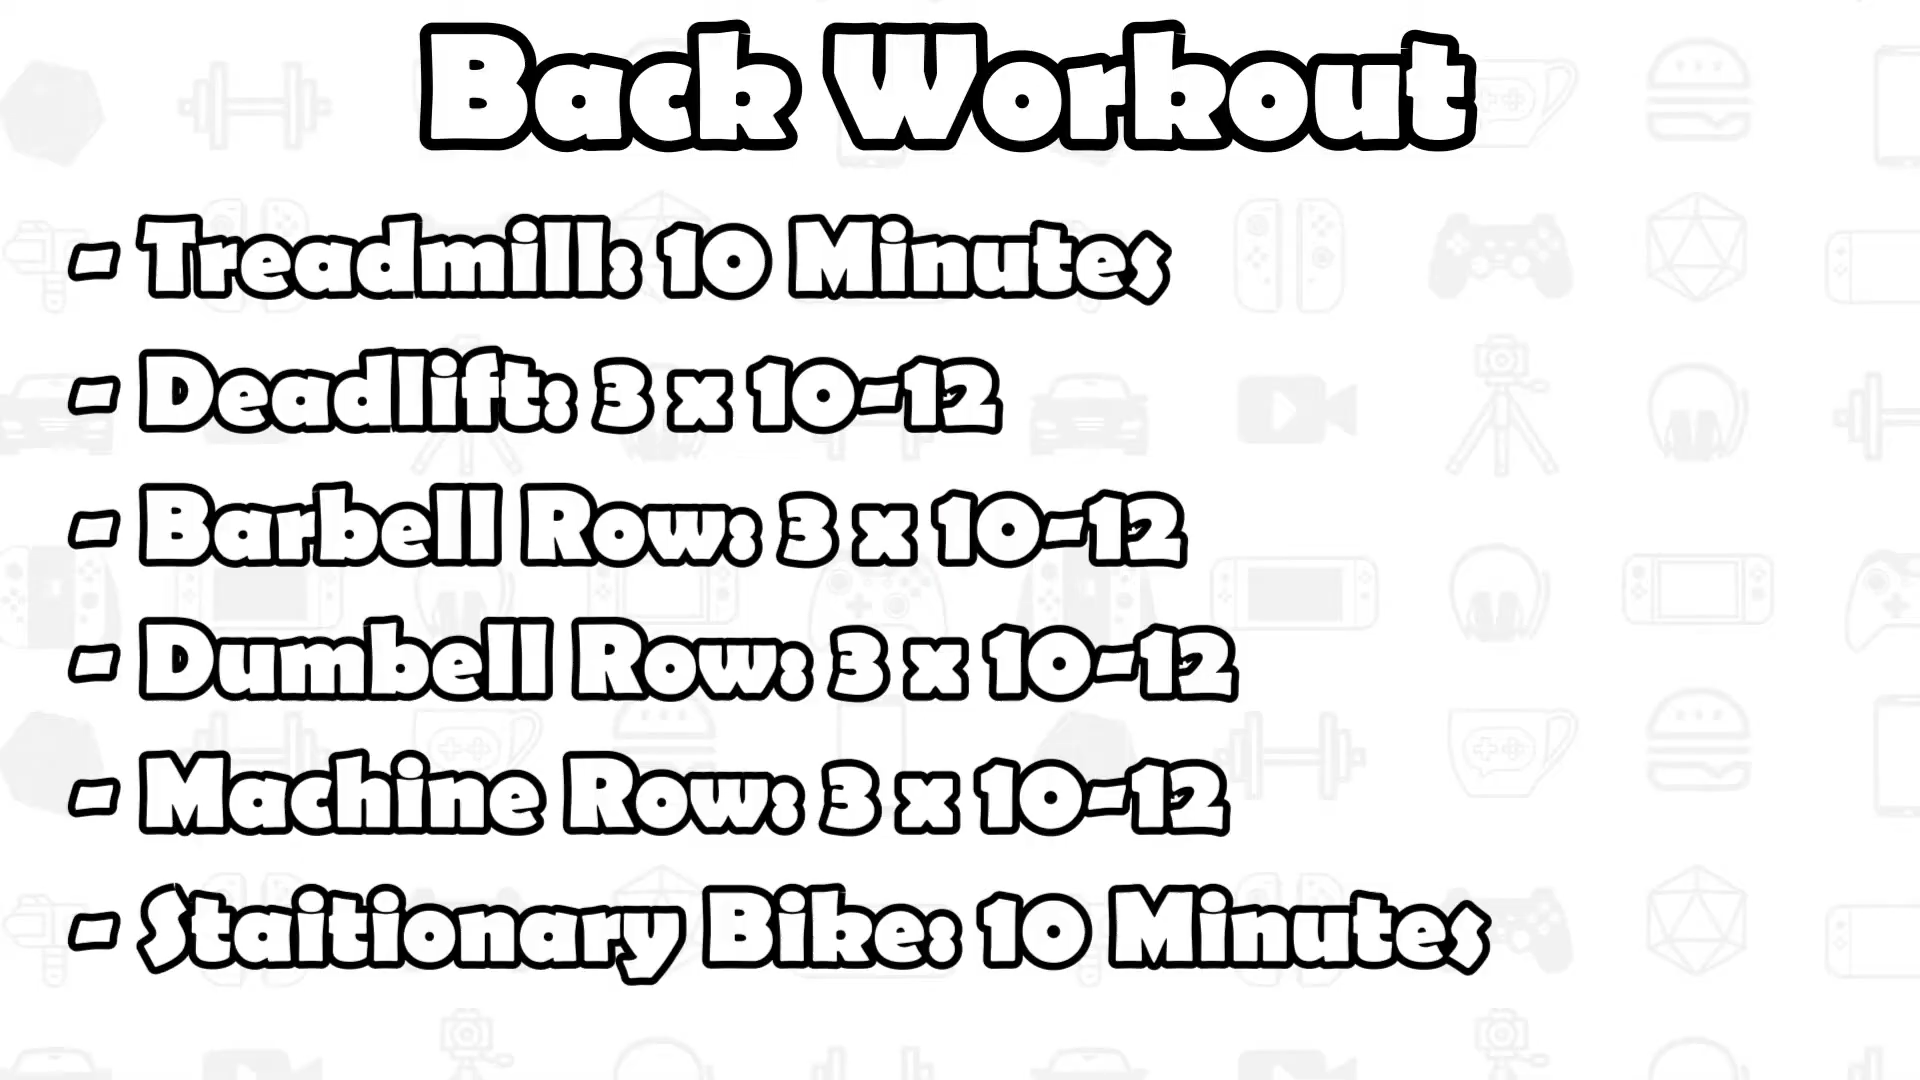 Back Workout
- Treadmill: 10 Minutes
- Deadlift: 3 x 10-12
- Barbell Row: 3 x 10-12
- Dumbell Row: 3 x 10-12
- Machine Row: 3 x 10-12
- Staitionary Bike: 10 Minutes